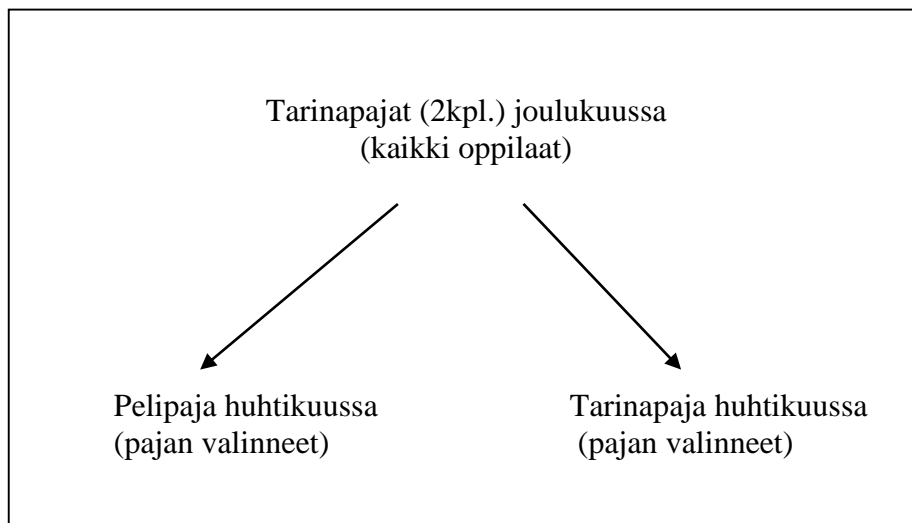 Tarinapajat (2kpl.) joulukuussa
(kaikki oppilaat)
Pelipaja huhtikuussa
(pajan valinneet)
Tarinapaja huhtikuussa
(pajan valinneet)